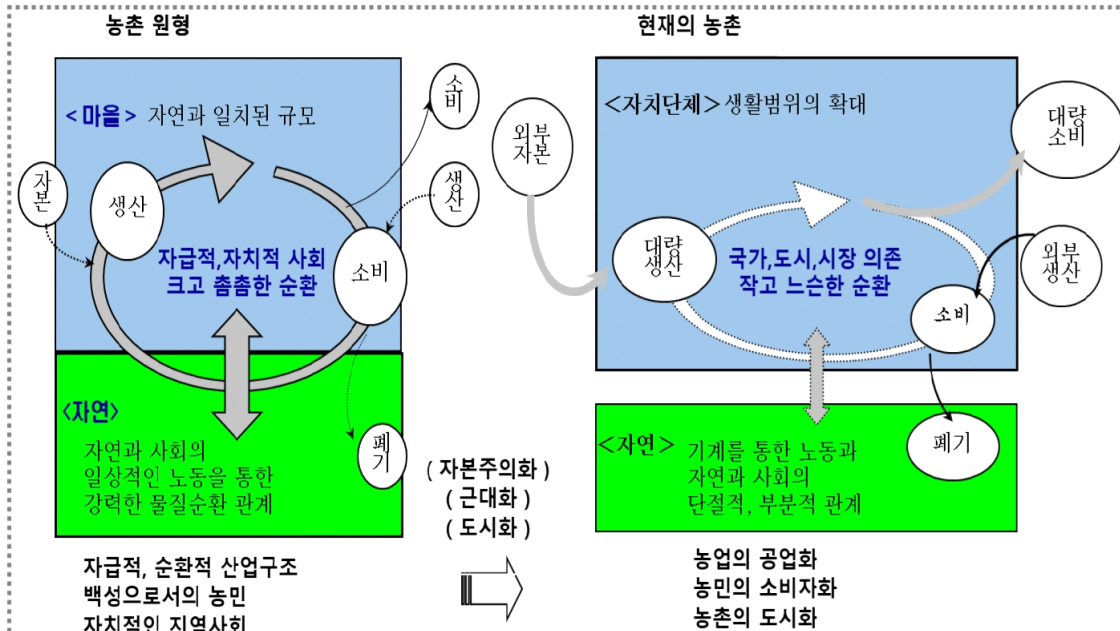 농촌 원형
<마을> 자연과 일치된 규모
소
비
자
본
생산
생
산
자급적,자치적 사회
크고 촘촘한 순환
소비
<자연>
자연과 사회의
일상적인 노동을 통한
강력한 물질순환 관계
폐
기
자급적, 순환적 산업구조
백성으로서의 농민
자치적인 지역사회
( 자본주의화 )
( 근대화 )
( 도시화 )
현재의 농촌
외부
자본
<자치단체> 생활범위의 확대
대량
소비
대량
생산
국가,도시,시장 의존
작고 느슨한 순환
외부
생산
소비
<자연> 기계를 통한 노동과
자연과 사회의
단절적, 부분적 관계
폐기
농업의 공업화
농민의 소비자화
농촌의 도시화